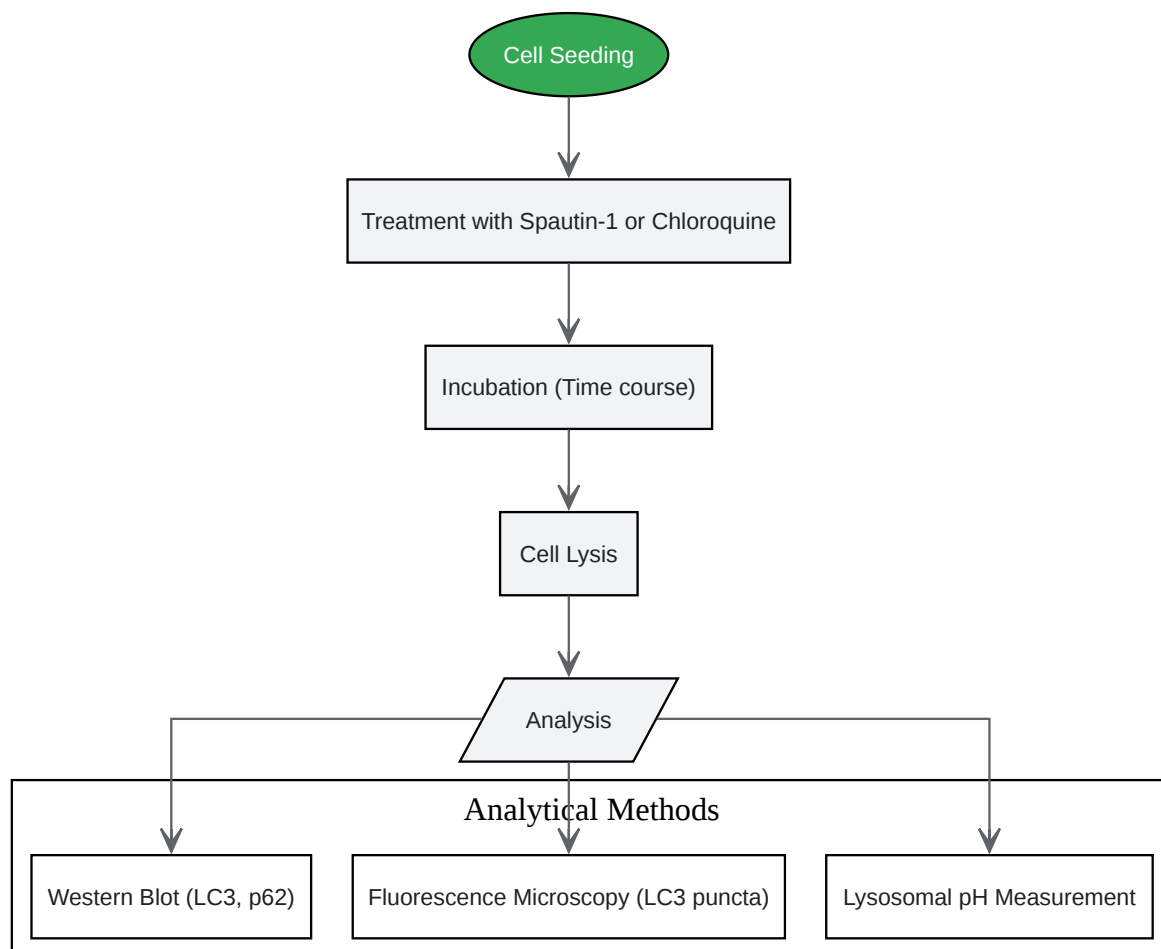 Cell Seeding
Treatment with Spautin-1 or Chloroquine
Incubation (Time course)
Cell Lysis
Analysis
Analytical Methods
Western Blot (LC3, p62)
Fluorescence Microscopy (LC3 puncta)
Lysosomal pH Measurement